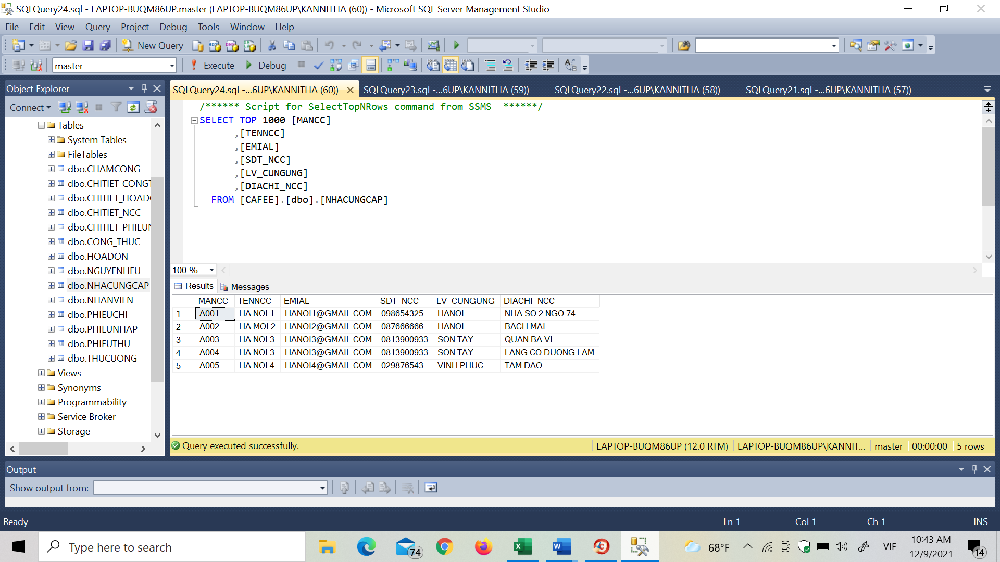 SQLQuery24.sql - LAPTOP-BUQM86UP.master (LAPTOP-BUQM86UP\KANNITHA (60)) - Microsoft SQL Server Management Studio
File Edit View Query Project Debug Tools Window Help
New Query
master Execute Debug
Object Explorer
Connect
Tables
System Tables
FileTables
dbo.CHAMCONG
dbo.CHITIET_CONGT
dbo.CHITIET_HOADO
dbo.CHITIET_NCC
dbo.CHITIET_PHIEUN
dbo.CONG_THUC
dbo.HOADON
dbo.NGUYENLIEU
dbo.NHACUNGCAP
dbo.NHANVIEN
dbo.PHIEUCHI
dbo.PHIEUNHAP
dbo.PHIEUTHU
dbo.THUCUONG
Views
Synonyms
Programmability
Service Broker
Storage
SQLQuery24.sql -...6UP\KANNITHA (60)) SQLQuery23.sql -...6UP\KANNITHA (59)) SQLQuery22.sql -...6UP\KANNITHA (58)) SQLQuery21.sql -...6UP\KANNITHA (57))
/****** Script for SelectTopNRows command from SSMS ******/
SELECT TOP 1000 [MANCC]
,[TENNCC]
,[EMIAL]
,[SDT_NCC]
,[LV_CUNGUNG]
,[DIACHI_NCC]
FROM [CAFEE].[dbo].[NHACUNGCAP]
100 %
Results Messages
MANCC TENNCC EMIAL SDT_NCC LV_CUNGUNG DIACHI_NCC
1 A001 HA NOI 1 HANOI1@GMAIL.COM 098654325 HANOI NHA SO 2 NGO 74
2 A002 HA MOI 2 HANOI2@GMAIL.COM 087666666 HANOI BACH MAI
3 A003 HA NOI 3 HANOI3@GMAIL.COM 0813900933 SON TAY QUAN BA VI
4 A004 HA NOI 3 HANOI3@GMAIL.COM 0813900933 SON TAY LANG CO DUONG LAM
5 A005 HA NOI 4 HANOI4@GMAIL.COM 029876543 VINH PHUC TAM DAO
Query executed successfully. LAPTOP-BUQM86UP (12.0 RTM) LAPTOP-BUQM86UP\KANNIT... master 00:00:00 5 rows
Output
Show output from:
Ready Ln 1 Col 1 Ch 1 INS
Type here to search 74 68°F VIE 10:43 AM
12/9/2021 14